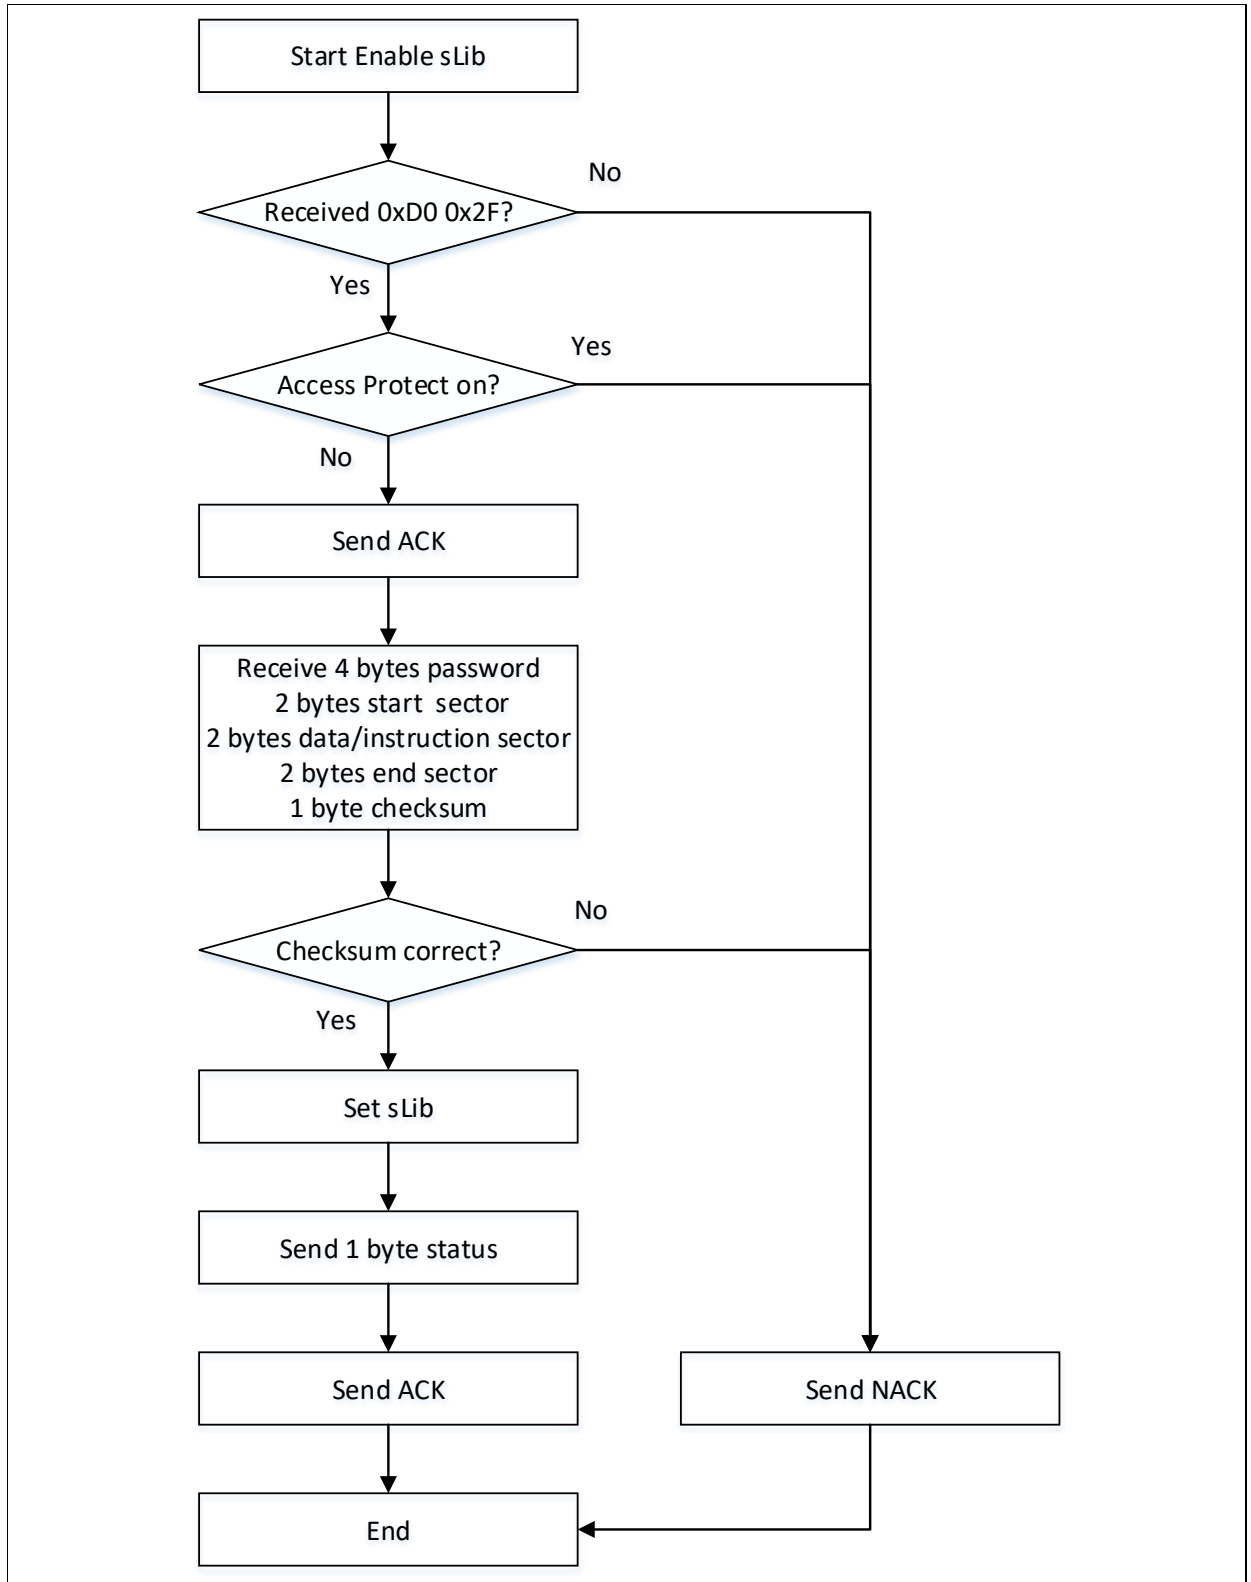 Start Enable sLib
No
Received 0xD0 0x2F?
Yes
Yes
Access Protect on?
No
Send ACK
Receive 4 bytes password
2 bytes start  sector
2 bytes data/instruction sector
2 bytes end sector
1 byte checksum
No
Checksum correct?
Yes
Set sLib
Send 1 byte status
Send ACK
Send NACK
End